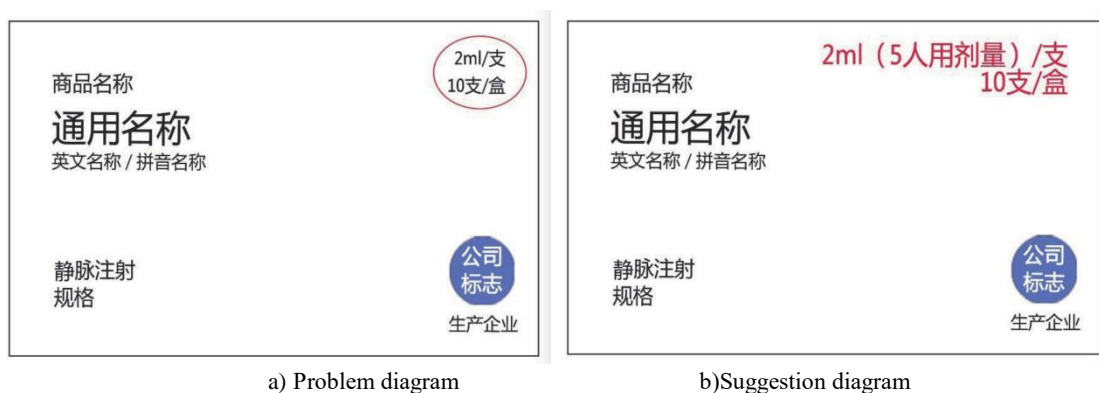 2ml/支
10支/盒
商品名称
通用名称
英文名称 / 拼音名称
静脉注射
规格
公司
标志
生产企业
2ml（5人用剂量）/支
10支/盒
商品名称
通用名称
英文名称 / 拼音名称
静脉注射
规格
公司
标志
生产企业
a) Problem diagram
b)Suggestion diagram